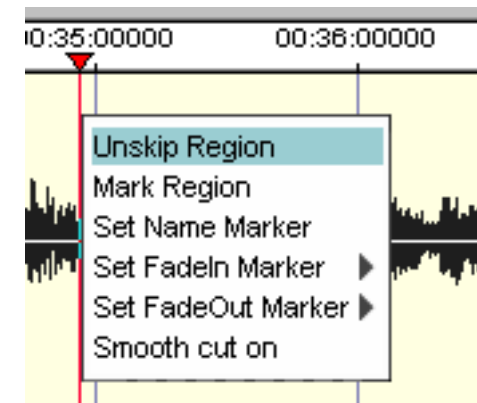 0:35:00000 00:36:00000
Unskip Region
Mark Region
Set Name Marker
Set FadeIn Marker
Set FadeOut Marker
Smooth cut on